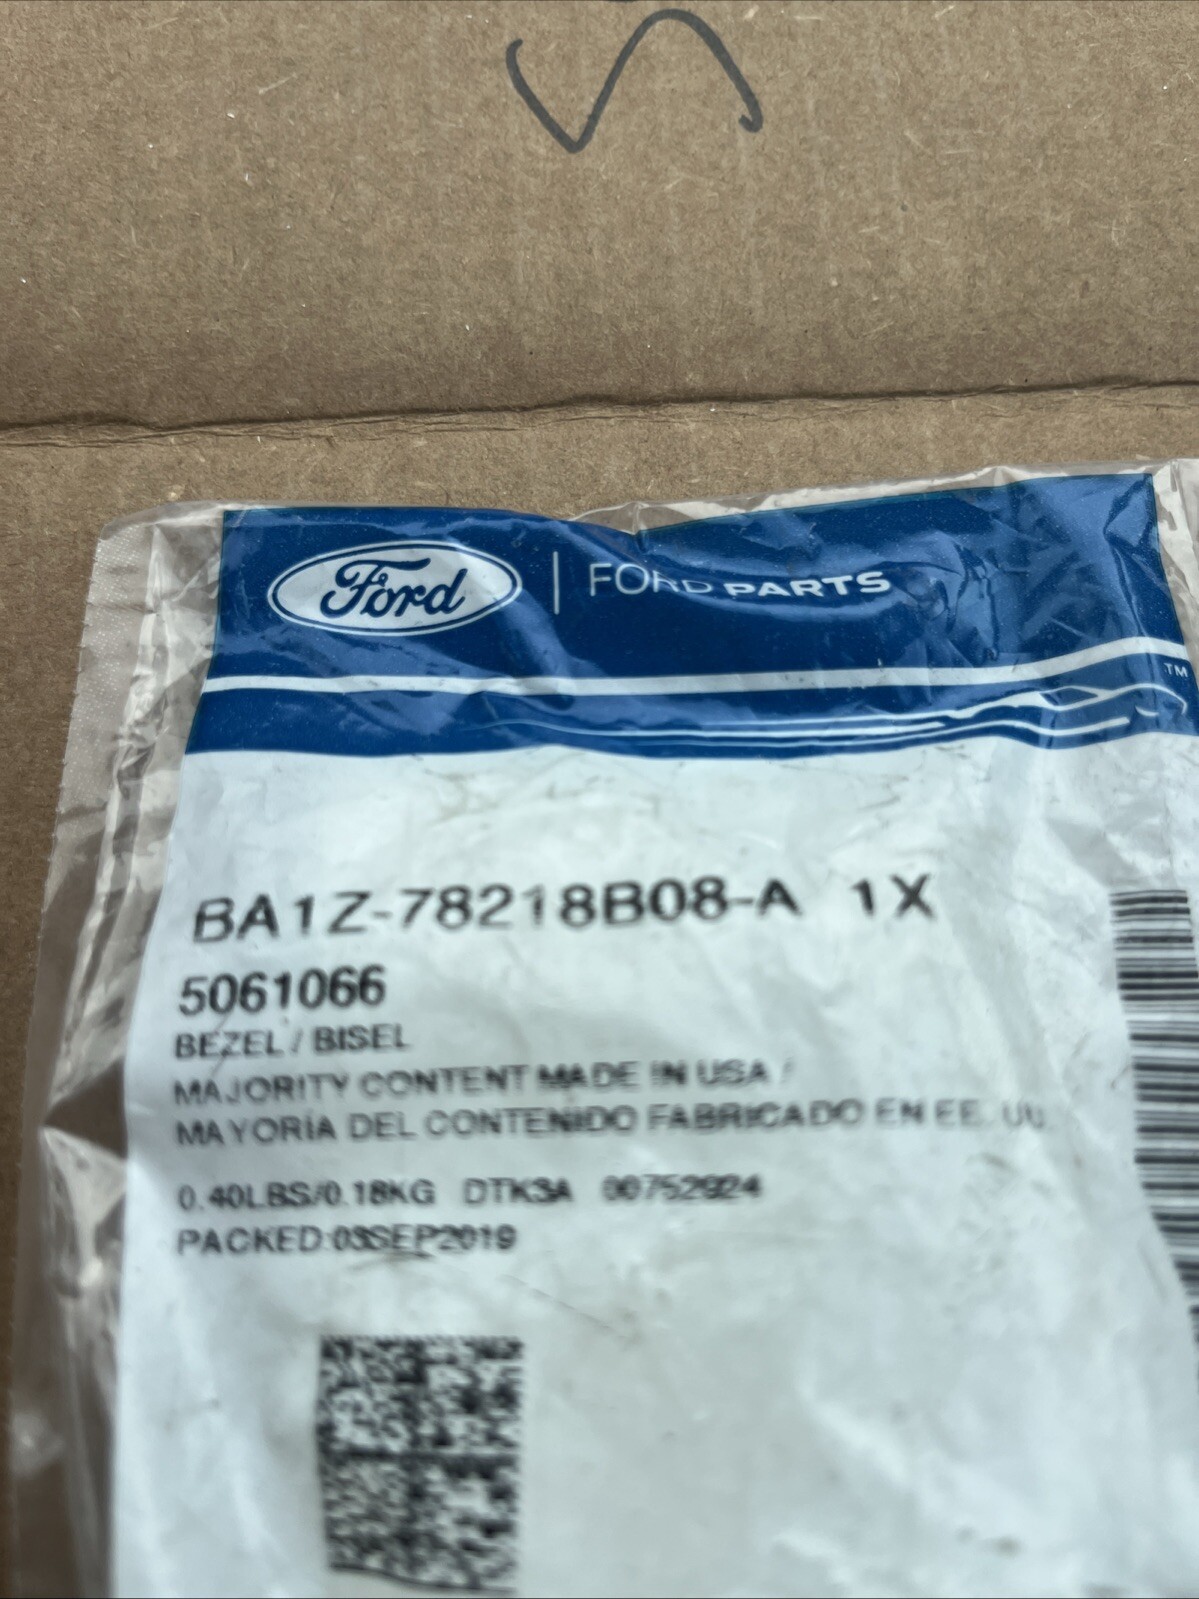 Ford | FORD PARTS
TM
BA1Z-78218B08-A 1X
5061066
BEZEL / BISEL
MAJORITY CONTENT MADE IN USA /
MAYORÍA DEL CONTENIDO FABRICADO EN EE. UU.
0.40LBS/0.18KG DTK3A 00752924
PACKED:03SEP2019